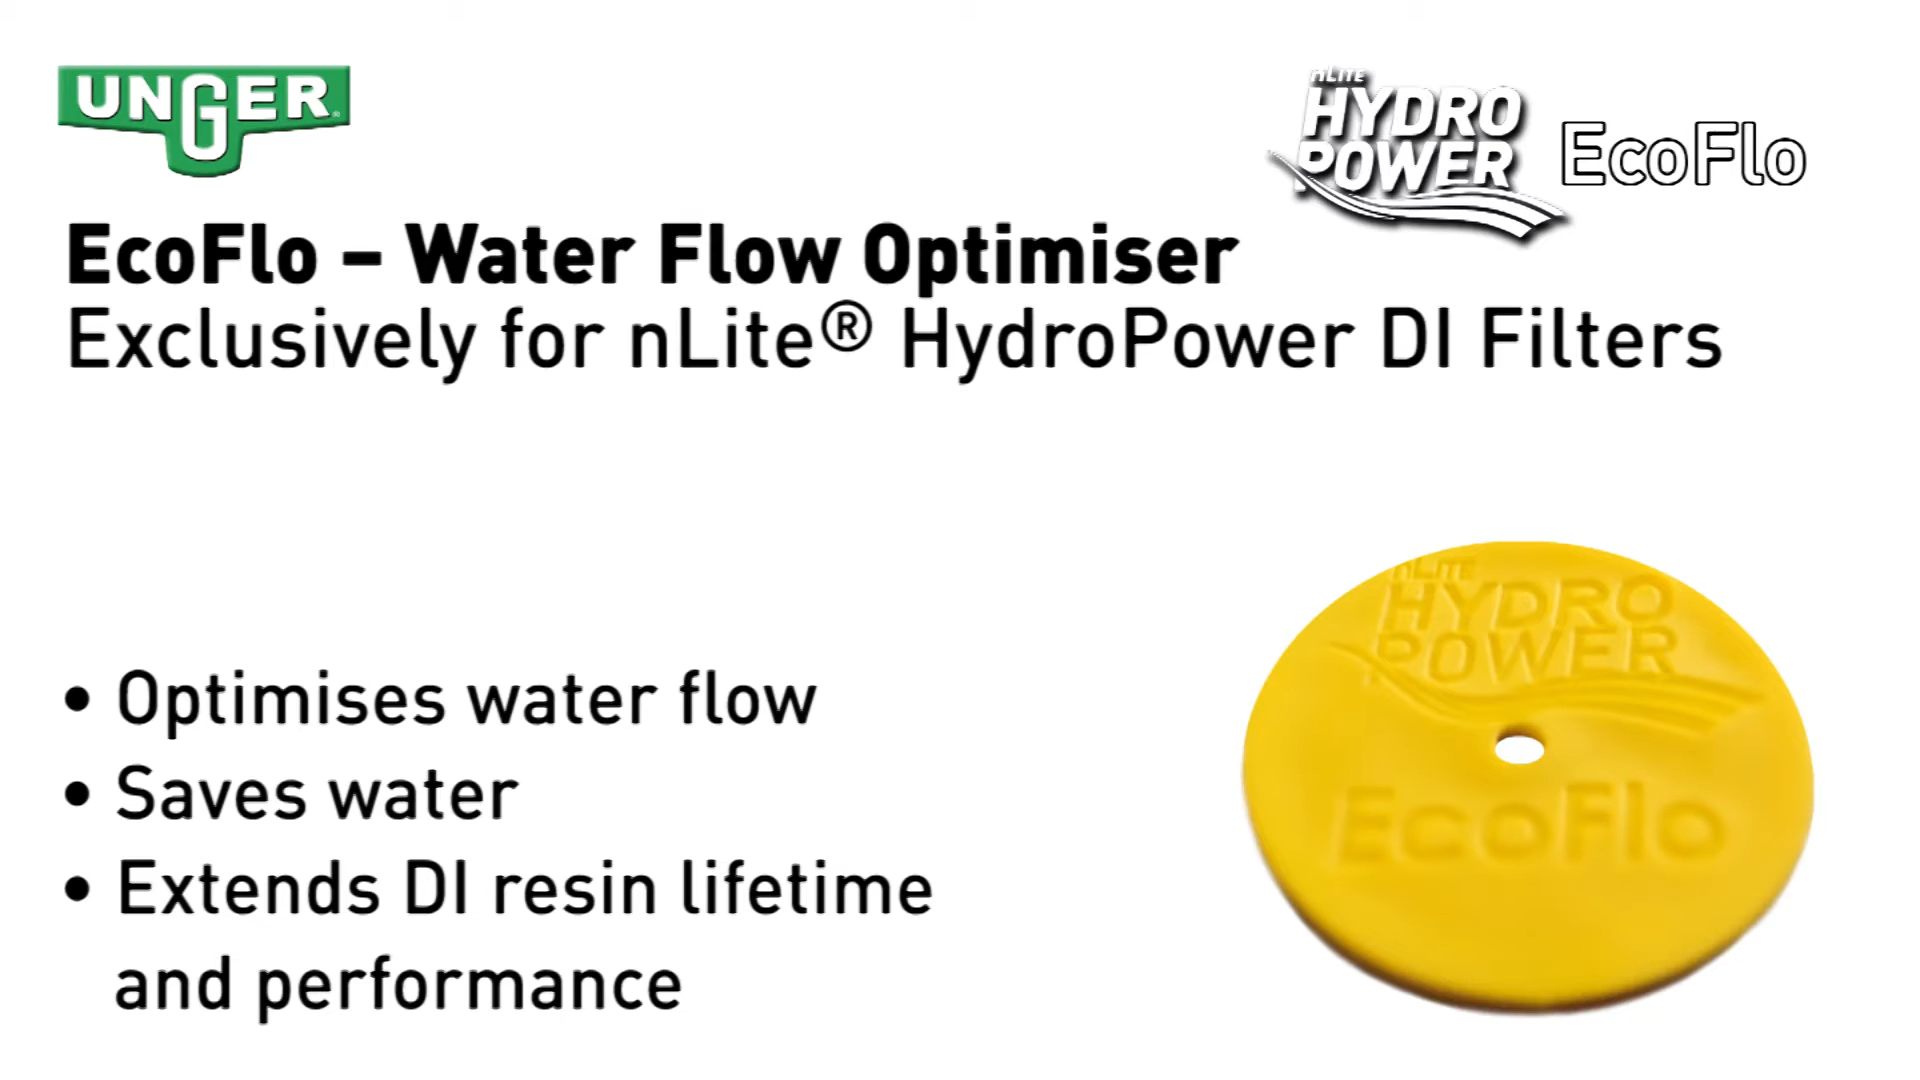 UNGER
nLITE
HYDRO
POWER
EcoFlo
EcoFlo – Water Flow Optimiser
Exclusively for nLite® HydroPower DI Filters
nLITE
HYDRO
POWER
EcoFlo
• Optimises water flow
• Saves water
• Extends DI resin lifetime
and performance